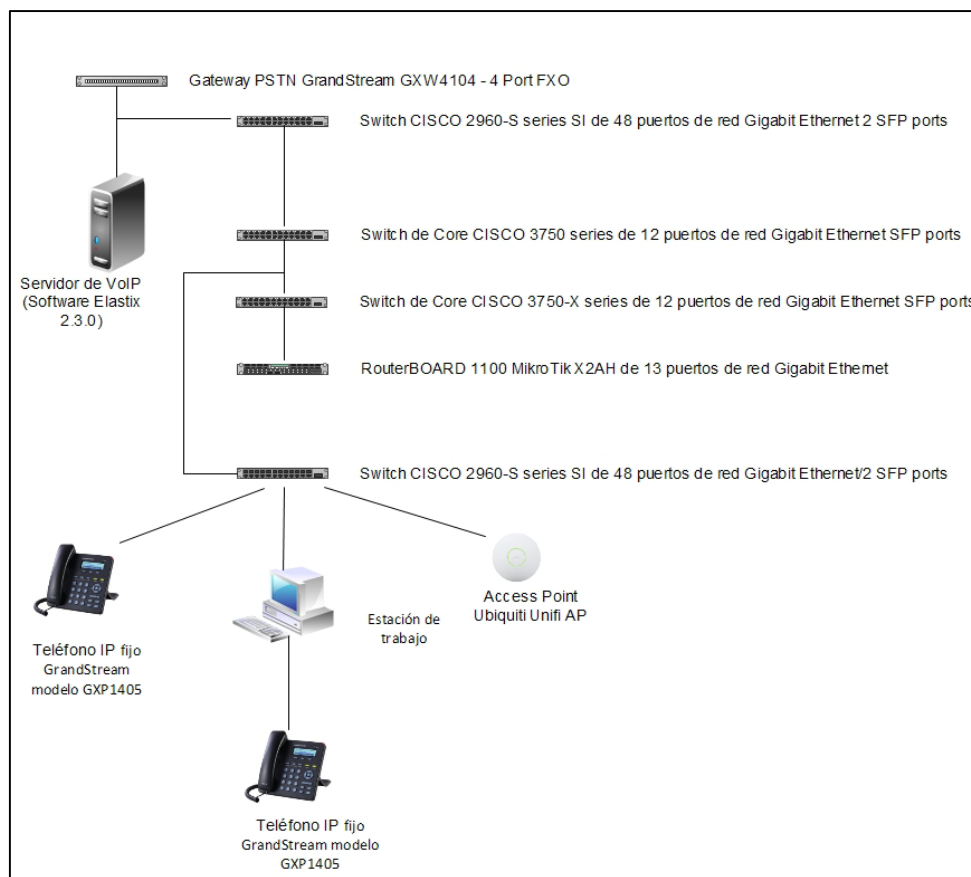 Gateway PSTN GrandStream GXW4104 - 4 Port FXO
Switch CISCO 2960-S series SI de 48 puertos de red Gigabit Ethernet 2 SFP ports
Servidor de VoIP
(Software Elastix
2.3.0)
Switch de Core CISCO 3750 series de 12 puertos de red Gigabit Ethernet SFP ports
Switch de Core CISCO 3750-X series de 12 puertos de red Gigabit Ethernet SFP ports
RouterBOARD 1100 MikroTik X2AH de 13 puertos de red Gigabit Ethernet
Switch CISCO 2960-S series SI de 48 puertos de red Gigabit Ethernet/2 SFP ports
Teléfono IP fijo
GrandStream
modelo GXP1405
Estación de
trabajo
Access Point
Ubiquiti Unifi AP
Teléfono IP fijo
GrandStream modelo
GXP1405